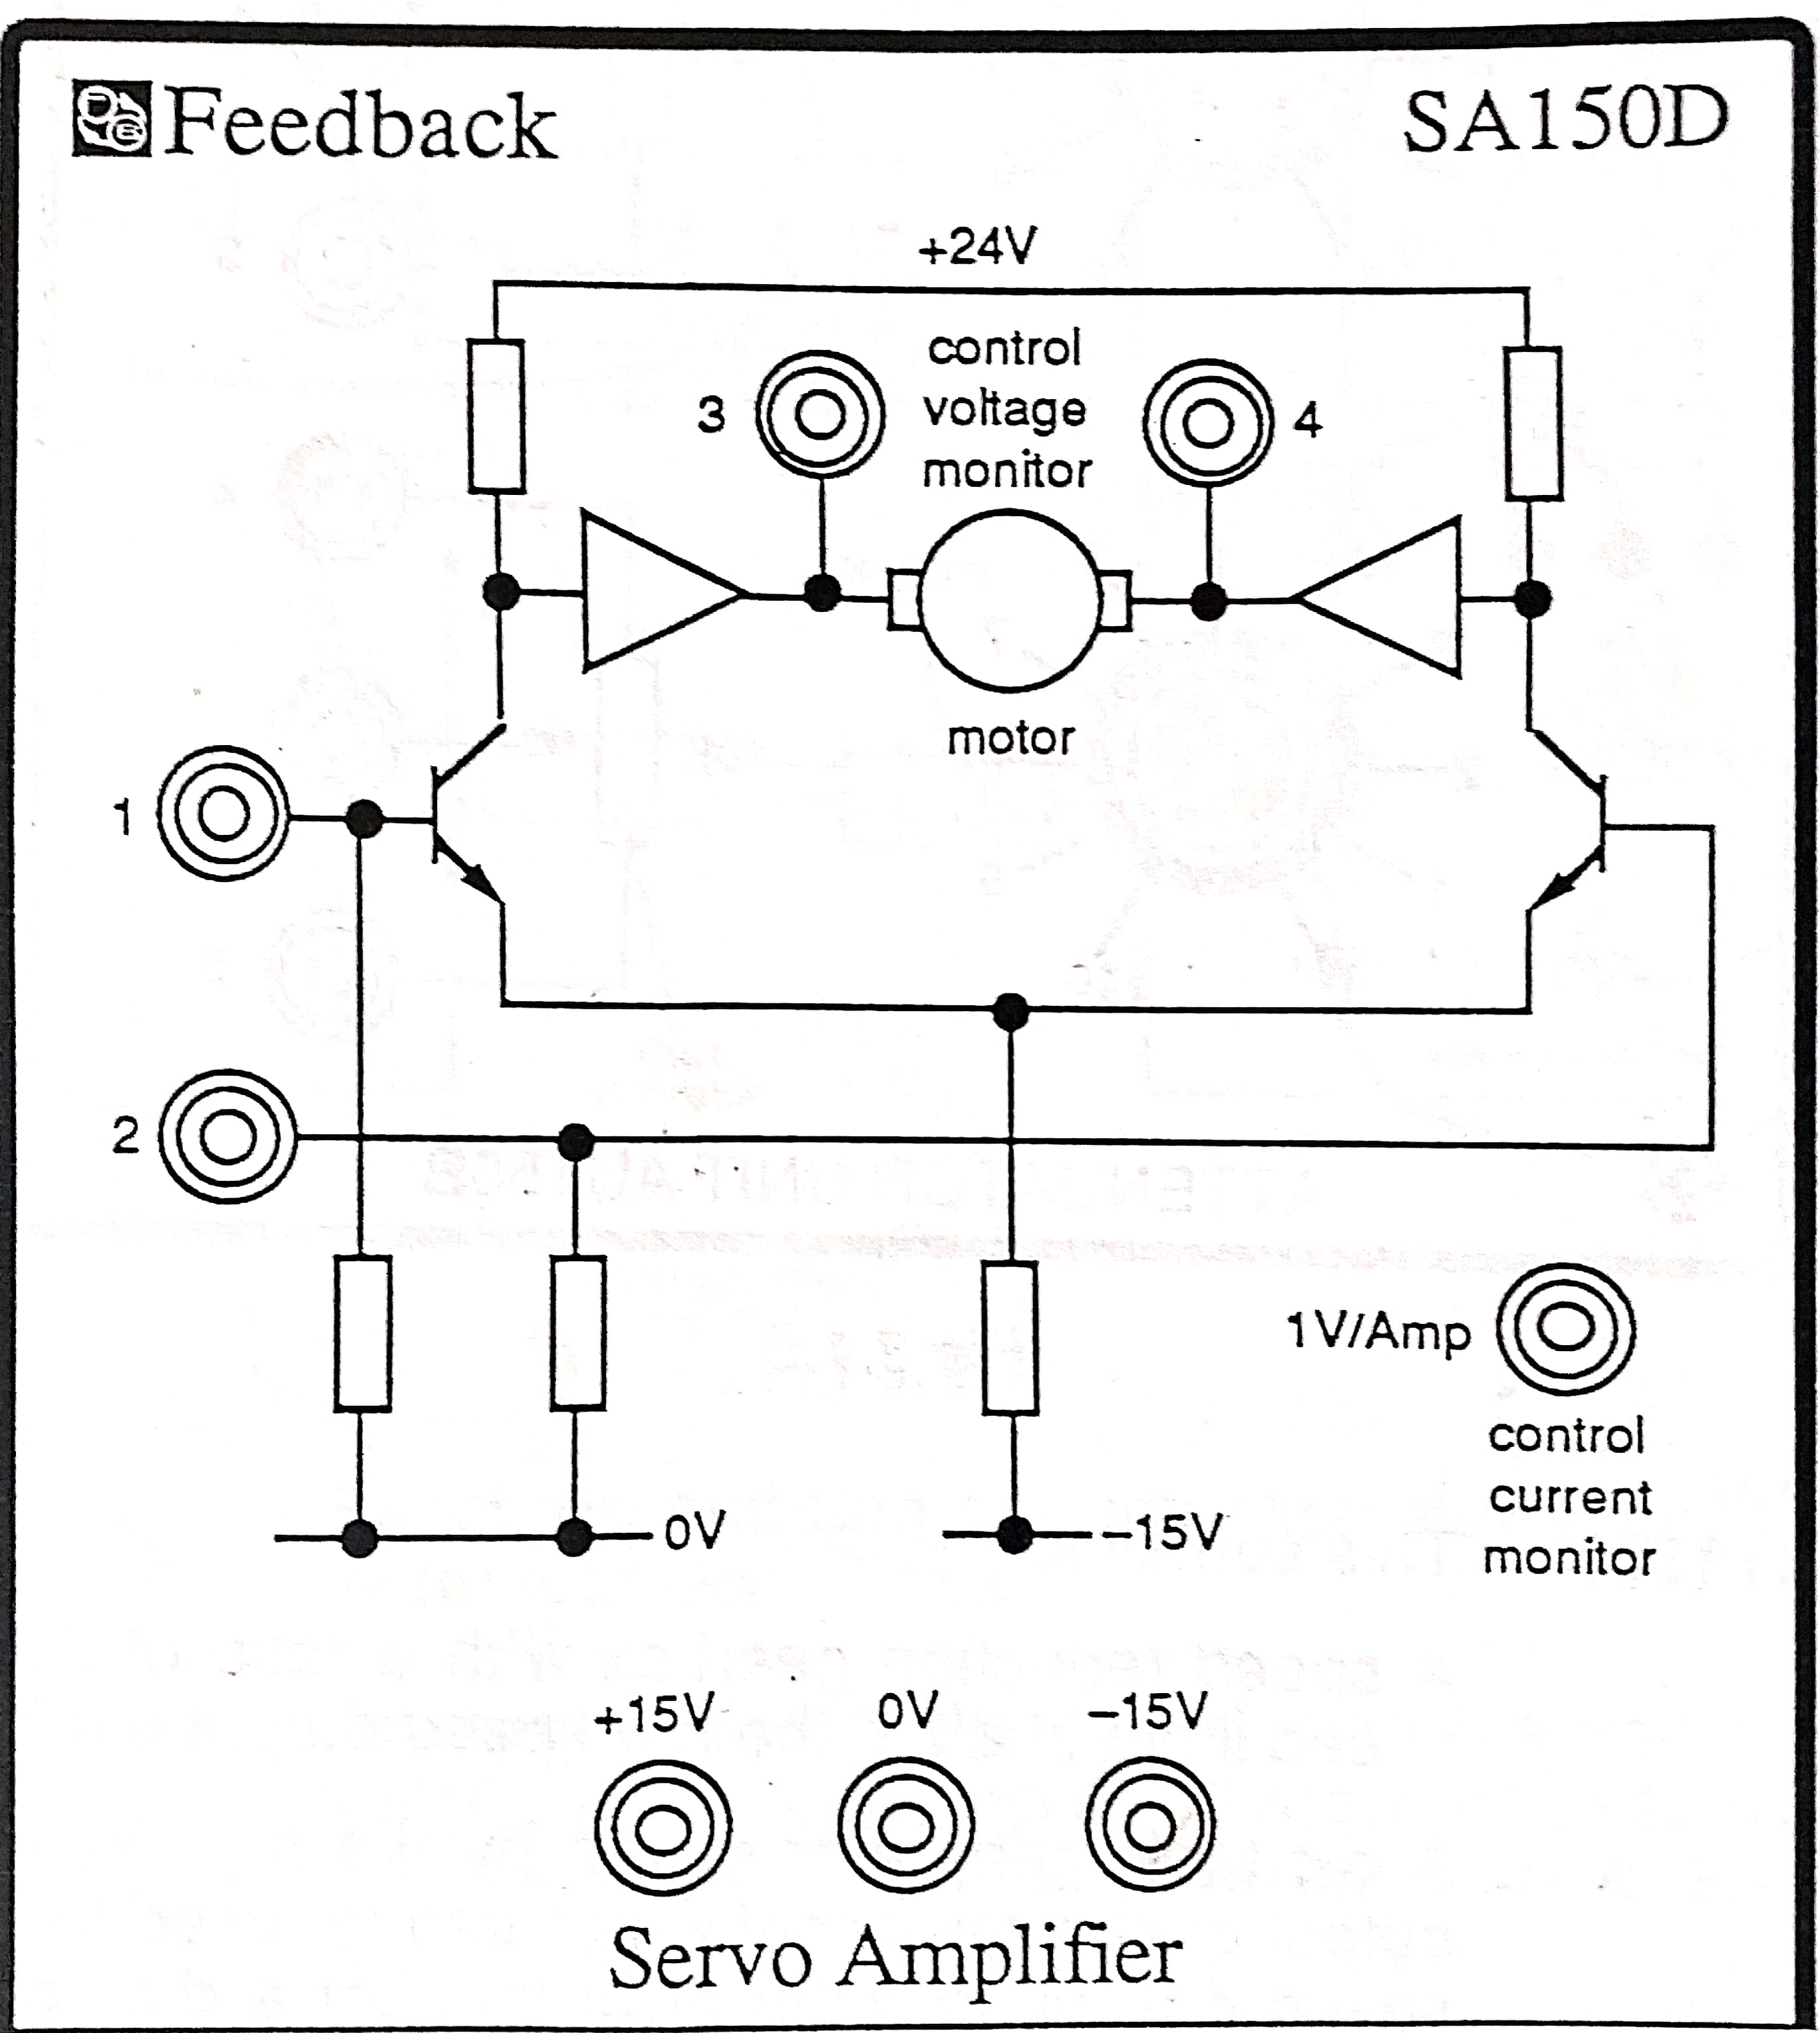 Feedback
SA150D
+24V
control
voltage
monitor
3
4
motor
1
2
1V/Amp
control
current
monitor
0V
−15V
+15V
0V
−15V
Servo Amplifier